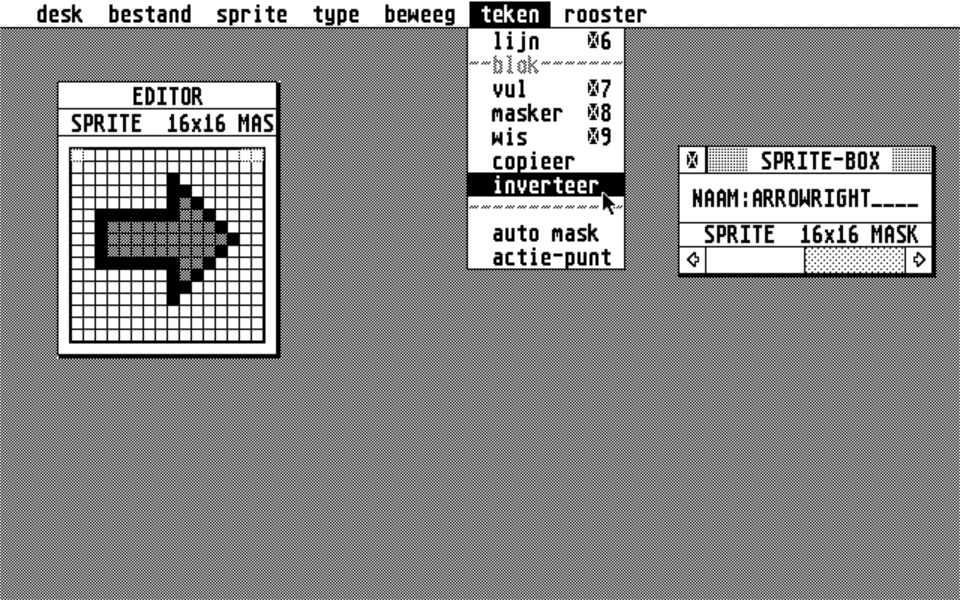 desk bestand sprite type beweeg teken rooster
lijn 6
blok
vul 7
masker 8
wis 9
copieer
inverteer
auto mask
actie-punt
EDITOR
SPRITE 16x16 MAS
SPRITE-BOX
NAAM:ARROWRIGHT____
SPRITE 16x16 MASK